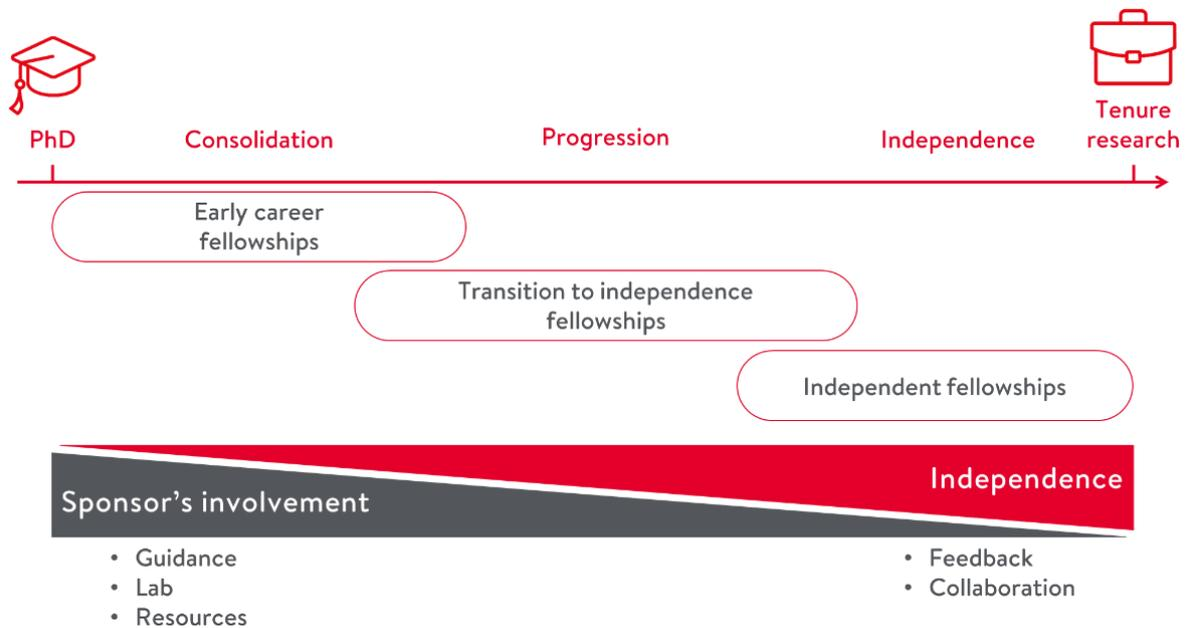 PhD
Consolidation
Progression
Independence
Tenure
research
Early career
fellowships
Transition to independence
fellowships
Independent fellowships
Sponsor's involvement
Independence
• Guidance
• Lab
• Resources
• Feedback
• Collaboration